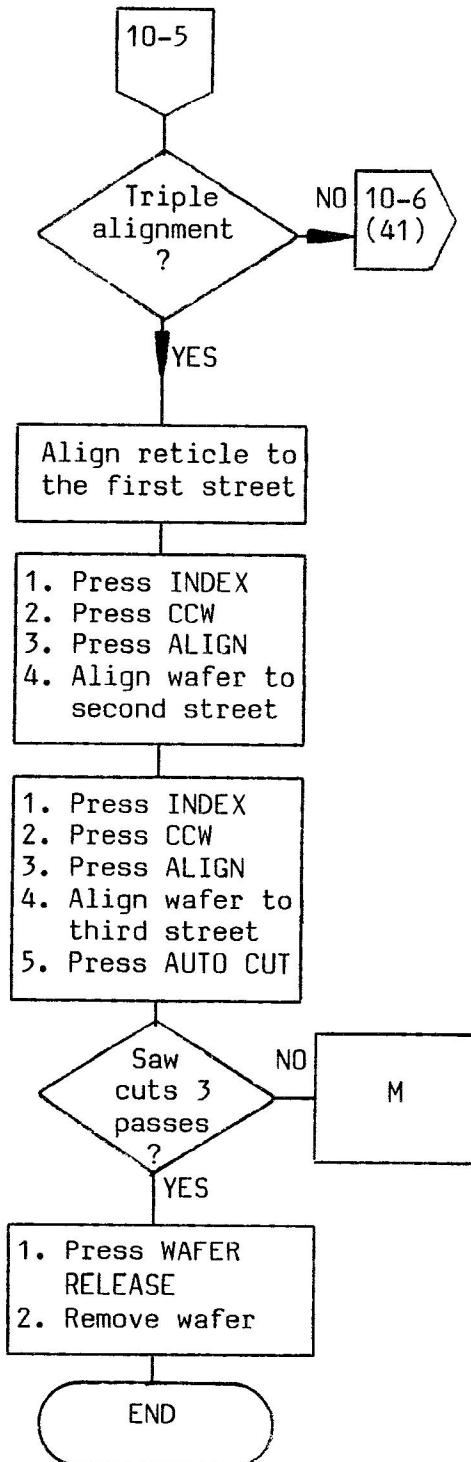 10-5
Triple
alignment
?
NO
10-6
(41)
YES
Align reticle to
the first street
1. Press INDEX
2. Press CCW
3. Press ALIGN
4. Align wafer to
second street
1. Press INDEX
2. Press CCW
3. Press ALIGN
4. Align wafer to
third street
5. Press AUTO CUT
Saw
cuts 3
passes
?
NO
M
YES
1. Press WAFER
RELEASE
2. Remove wafer
END